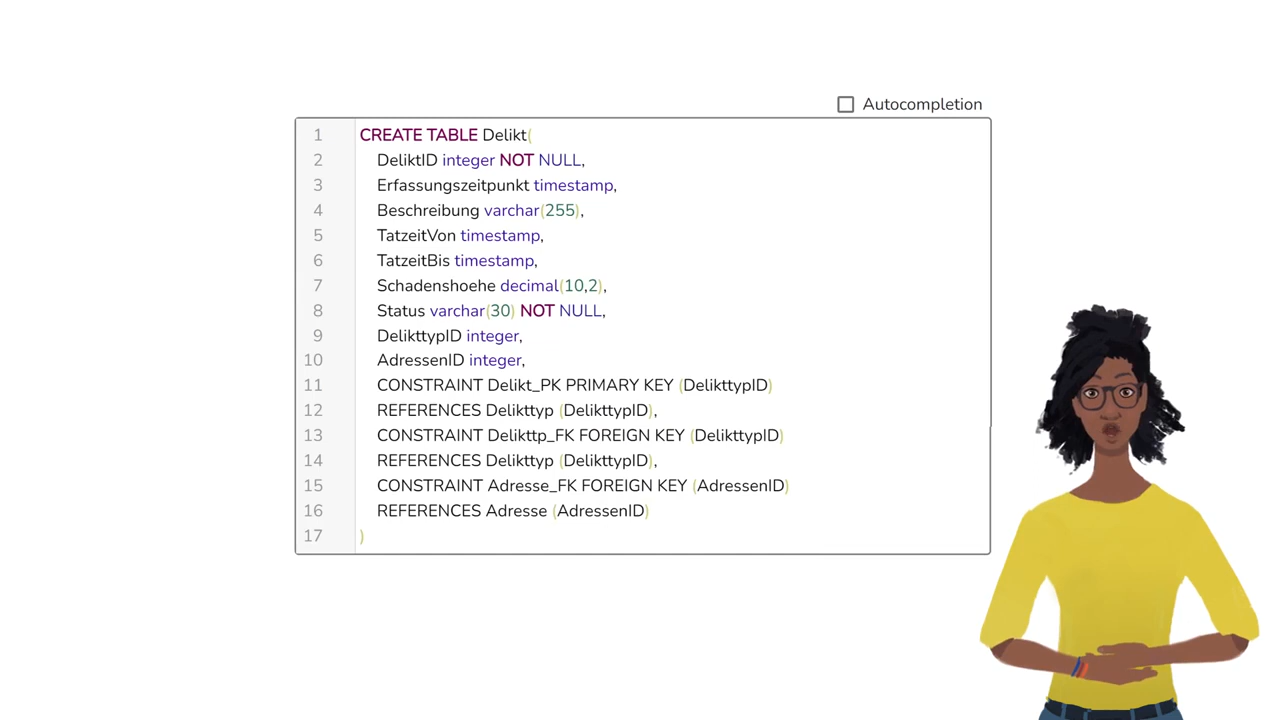 Autocompletion
1 CREATE TABLE Delikt(
2 DeliktID integer NOT NULL,
3 Erfassungszeitpunkt timestamp,
4 Beschreibung varchar(255),
5 TatzeitVon timestamp,
6 TatzeitBis timestamp,
7 Schadenshoehe decimal(10,2),
8 Status varchar(30) NOT NULL,
9 DelikttypID integer,
10 AdressenID integer,
11 CONSTRAINT Delikt_PK PRIMARY KEY (DelikttypID)
12 REFERENCES Delikttyp (DelikttypID),
13 CONSTRAINT Delikttp_FK FOREIGN KEY (DelikttypID)
14 REFERENCES Delikttyp (DelikttypID),
15 CONSTRAINT Adresse_FK FOREIGN KEY (AdressenID)
16 REFERENCES Adresse (AdressenID)
17 )